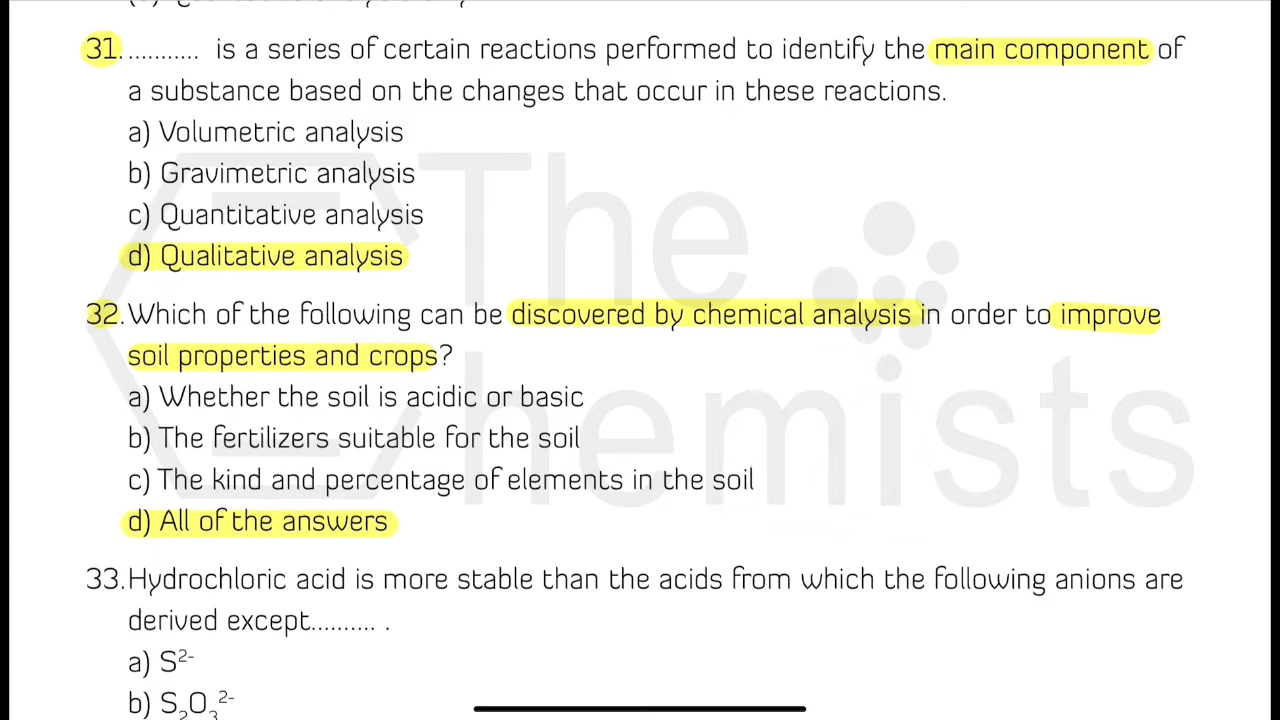 31. ........... is a series of certain reactions performed to identify the main component of
a substance based on the changes that occur in these reactions.
a) Volumetric analysis
b) Gravimetric analysis
c) Quantitative analysis
d) Qualitative analysis
32. Which of the following can be discovered by chemical analysis in order to improve
soil properties and crops?
a) Whether the soil is acidic or basic
b) The fertilizers suitable for the soil
c) The kind and percentage of elements in the soil
d) All of the answers
33. Hydrochloric acid is more stable than the acids from which the following anions are
derived except.......... .
a) S²⁻
b) S₂O₃²⁻
The
Chemists